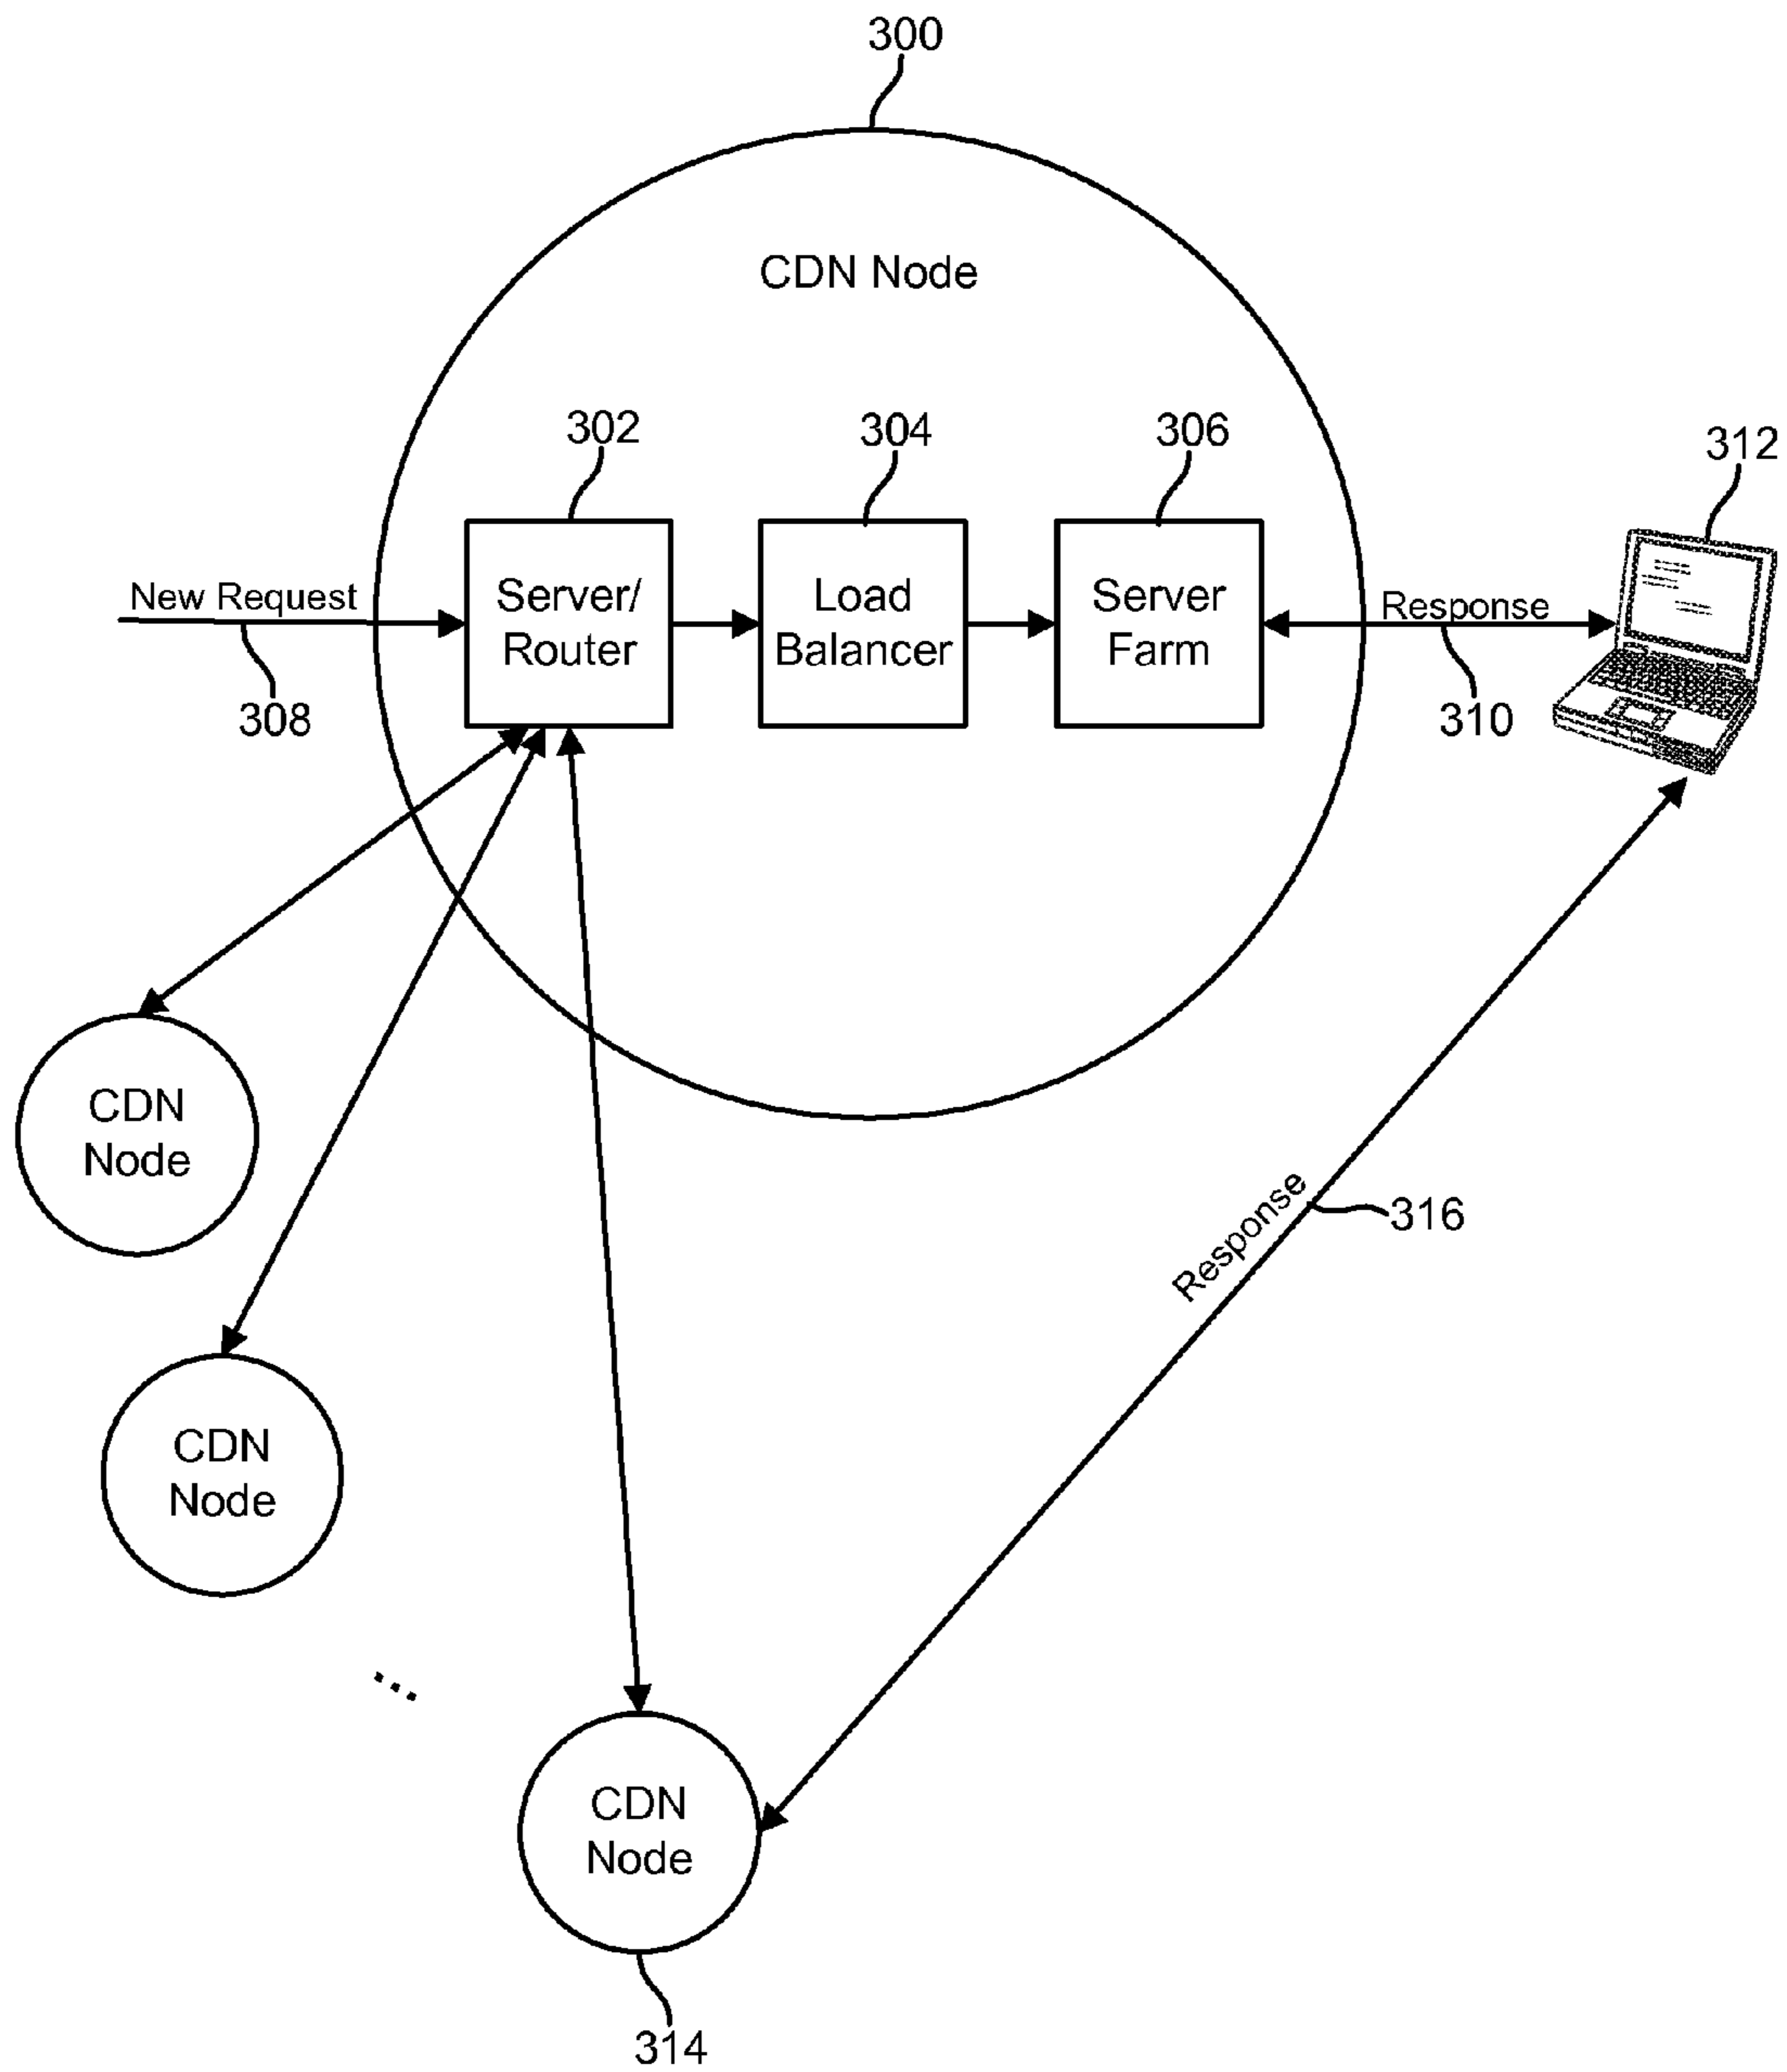 300
CDN Node
302
304
306
312
New Request
Server/
Router
Load
Balancer
Server
Farm
Response
308
310
CDN
Node
Response
316
CDN
Node
...
CDN
Node
314